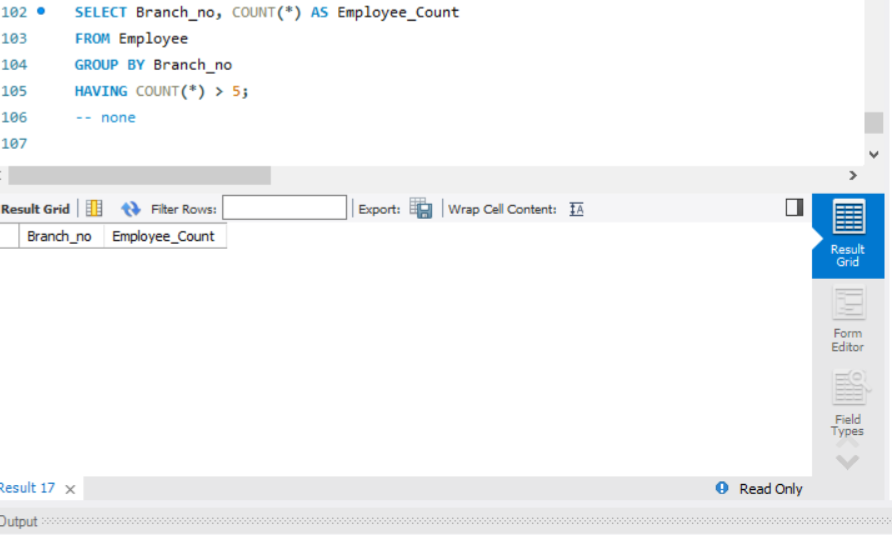 102 SELECT Branch_no, COUNT(*) AS Employee_Count
103 FROM Employee
104 GROUP BY Branch_no
105 HAVING COUNT(*) > 5;
106 -- none
107
Result Grid Filter Rows: Export: Wrap Cell Content: IA
Branch_no Employee_Count
Result
Grid
Form
Editor
Field
Types
Result 17 × Read Only
Output